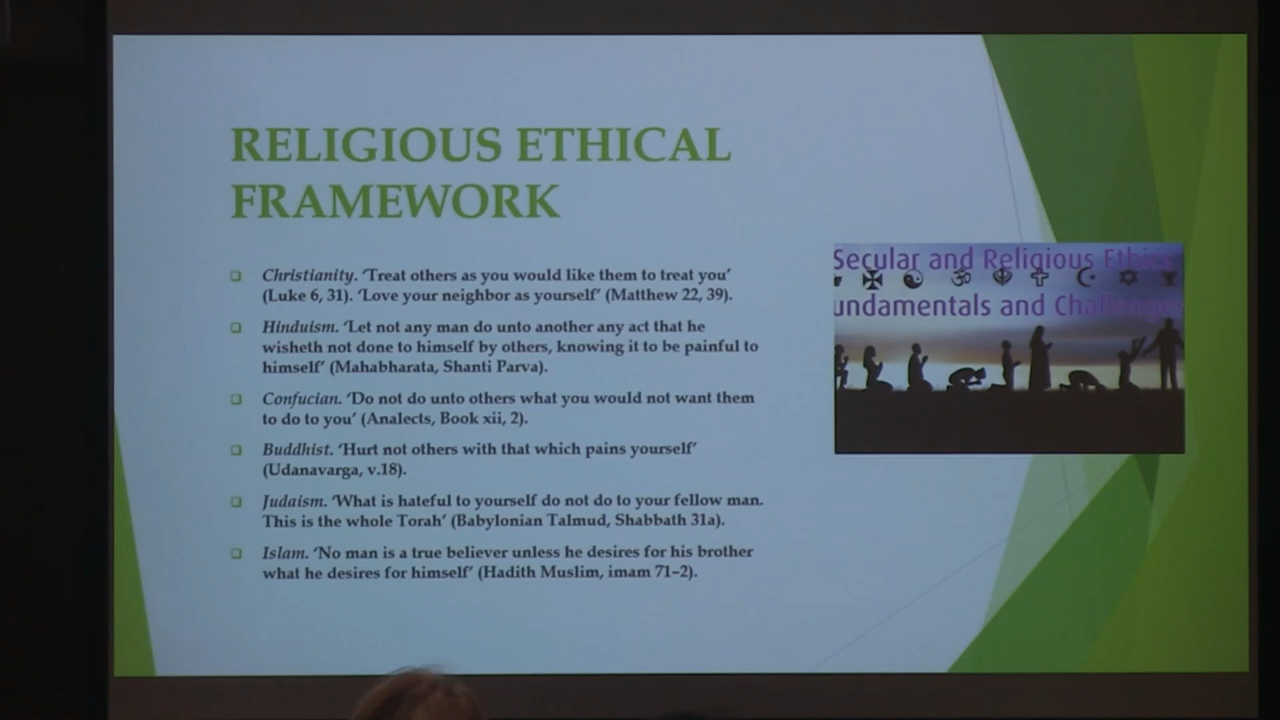 RELIGIOUS ETHICAL
FRAMEWORK
Christianity. ‘Treat others as you would like them to treat you’
(Luke 6, 31). ‘Love your neighbor as yourself’ (Matthew 22, 39).
Hinduism. ‘Let not any man do unto another any act that he
wisheth not done to himself by others, knowing it to be painful to
himself’ (Mahabharata, Shanti Parva).
Confucian. ‘Do not do unto others what you would not want them
to do to you’ (Analects, Book xii, 2).
Buddhist. ‘Hurt not others with that which pains yourself’
(Udanavarga, v.18).
Judaism. ‘What is hateful to yourself do not do to your fellow man.
This is the whole Torah’ (Babylonian Talmud, Shabbath 31a).
Islam. ‘No man is a true believer unless he desires for his brother
what he desires for himself’ (Hadith Muslim, imam 71–2).
Secular and Religious Ethics
undamentals and Challenges